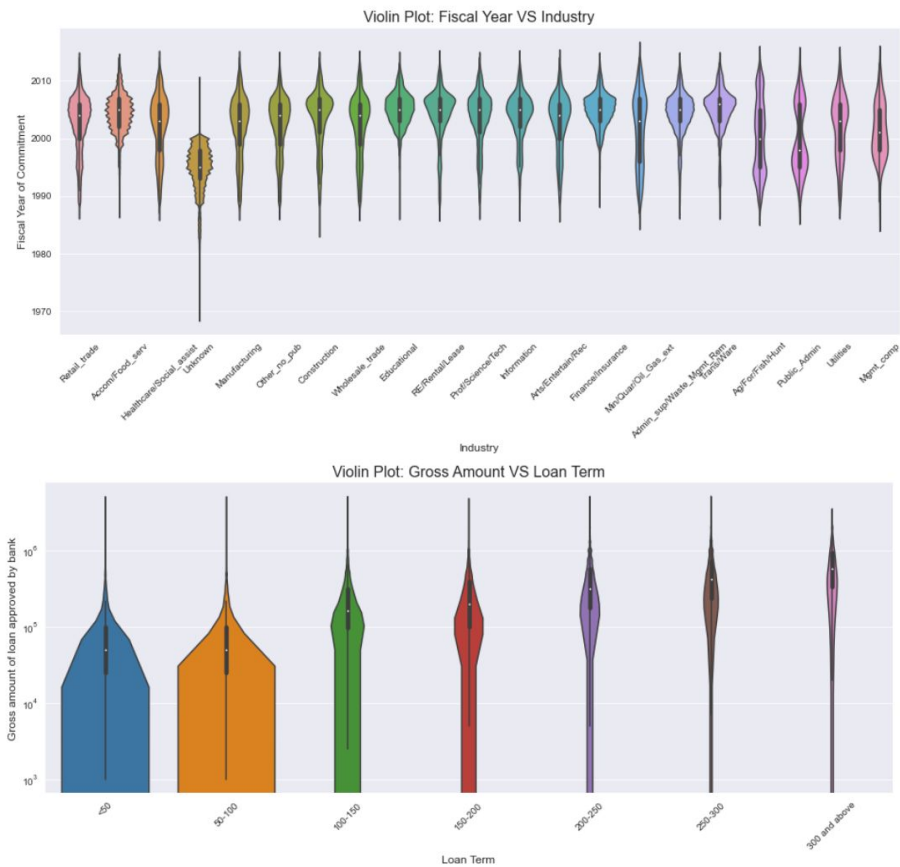 Violin Plot: Fiscal Year VS Industry
Fiscal Year of Commitment
2010
2000
1990
1980
1970
Retail_trade
Accom/Food_serv
Healthcare/Social_assist
Unknown
Manufacturing
Other_no_pub
Construction
Wholesale_trade
Educational
RE/Rental/Lease
Prof/Science/Tech
Information
Arts/Entertain/Rec
Finance/Insurance
Min/Quar/Oil_Gas_ext
Admin_sup/Waste_Mgmt_Rem
Trans/Ware
Ag/For/Fish/Hunt
Public_Admin
Utilities
Mgmt_comp
Industry
Violin Plot: Gross Amount VS Loan Term
Gross amount of loan approved by bank
10⁶
10⁵
10⁴
10³
<50
50-100
100-150
150-200
200-250
250-300
300 and above
Loan Term